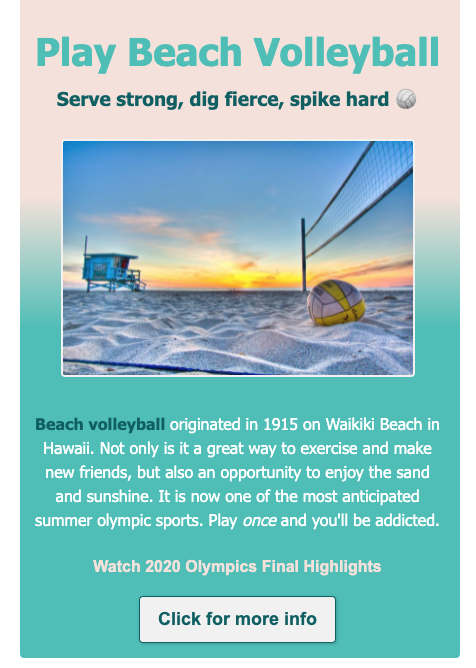 Play Beach Volleyball
Serve strong, dig fierce, spike hard 🏐
Beach volleyball originated in 1915 on Waikiki Beach in
Hawaii. Not only is it a great way to exercise and make
new friends, but also an opportunity to enjoy the sand
and sunshine. It is now one of the most anticipated
summer olympic sports. Play once and you'll be addicted.
Watch 2020 Olympics Final Highlights
Click for more info